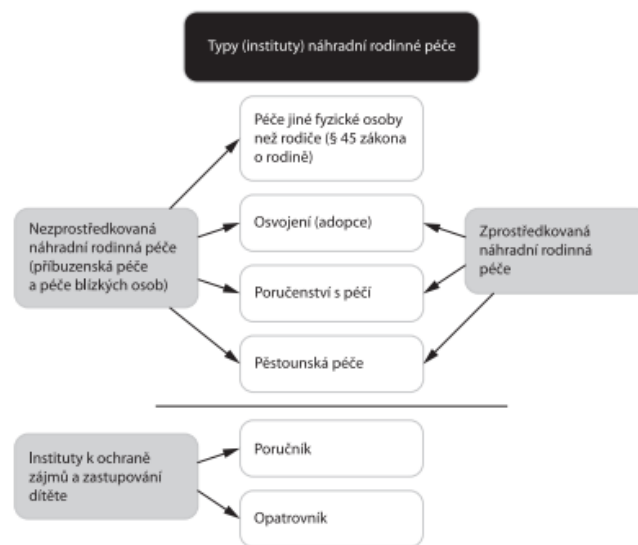 Typy (instituty) náhradní rodinné péče
Péče jiné fyzické osoby
než rodiče (§ 45 zákona
o rodině)
Nezprostředkovaná
náhradní rodinná péče
(příbuzenská péče
a péče blízkých osob)
Osvojení (adopce)
Zprostředkovaná
náhradní rodinná
péče
Poručenství s péčí
Pěstounská péče
Instituty k ochraně
zájmů a zastupování
dítěte
Poručník
Opatrovník